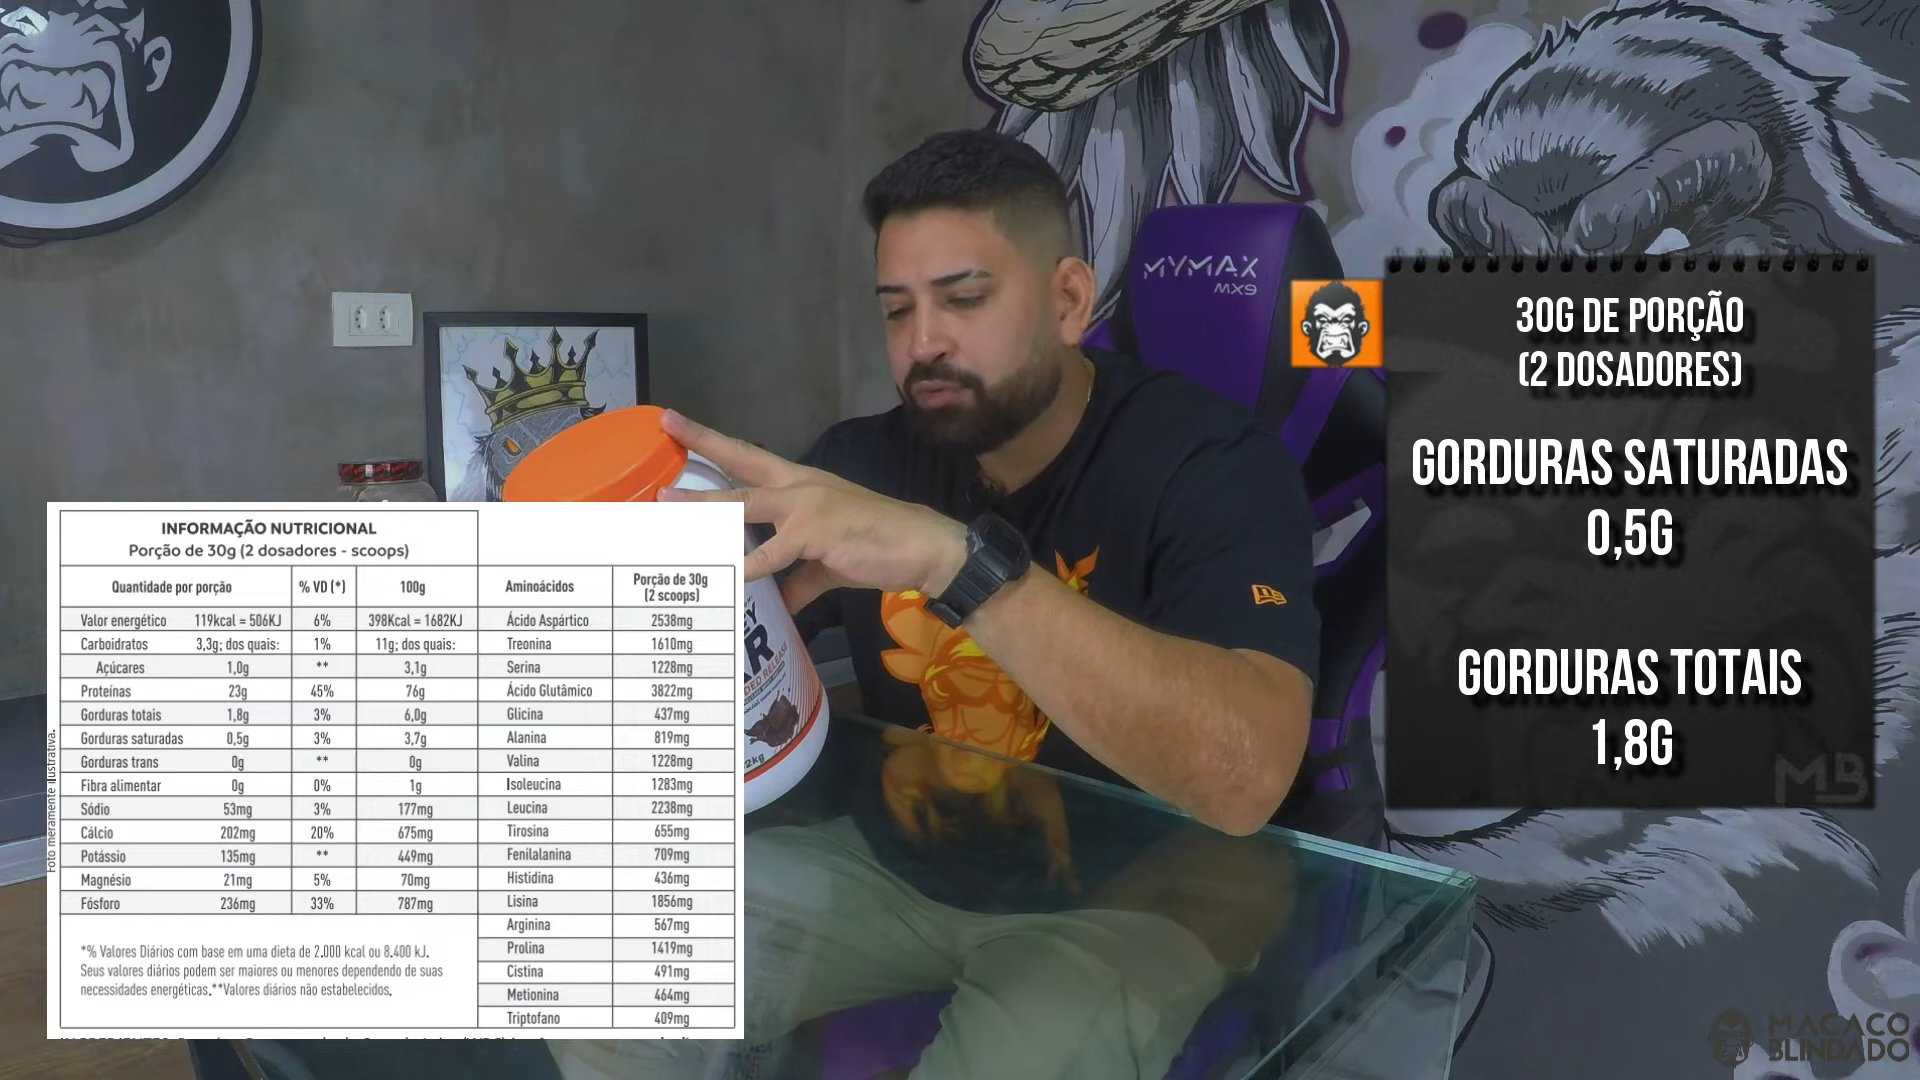 MYMAX
MX9
30G DE PORÇÃO
(2 DOSADORES)
GORDURAS SATURADAS
0,5G
GORDURAS TOTAIS
1,8G
MB
INFORMAÇÃO NUTRICIONAL
Porção de 30g (2 dosadores - scoops)
Quantidade por porção % VD (*) 100g
Valor energético 119kcal = 506KJ 6% 398Kcal = 1682KJ
Carboidratos 3,3g; dos quais: 1% 11g; dos quais:
Açúcares 1,0g ** 3,1g
Proteínas 23g 45% 76g
Gorduras totais 1,8g 3% 6,0g
Gorduras saturadas 0,5g 3% 3,7g
Gorduras trans 0g ** 0g
Fibra alimentar 0g 0% 1g
Sódio 53mg 3% 177mg
Cálcio 202mg 20% 675mg
Potássio 135mg ** 449mg
Magnésio 21mg 5% 70mg
Fósforo 236mg 33% 787mg
*% Valores Diários com base em uma dieta de 2.000 kcal ou 8.400 kJ.
Seus valores diários podem ser maiores ou menores dependendo de suas
necessidades energéticas.**Valores diários não estabelecidos.
Aminoácidos Porção de 30g
(2 scoops)
Ácido Aspártico 2538mg
Treonina 1610mg
Serina 1228mg
Ácido Glutâmico 3822mg
Glicina 437mg
Alanina 819mg
Valina 1228mg
Isoleucina 1283mg
Leucina 2238mg
Tirosina 655mg
Fenilalanina 709mg
Histidina 436mg
Lisina 1856mg
Arginina 567mg
Prolina 1419mg
Cistina 491mg
Metionina 464mg
Triptofano 409mg
Foto meramente ilustrativa.
MACACO
BLINDADO